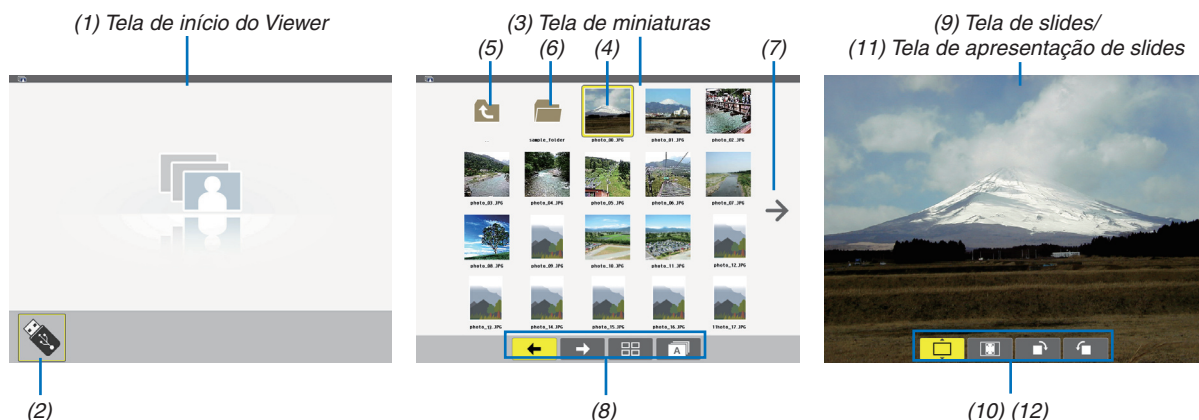 (1) Tela de início do Viewer
(3) Tela de miniaturas
(9) Tela de slides/
(11) Tela de apresentação de slides
(5)
(6)
(4)
(7)
sample_folder
photo_00.JPG
photo_01.JPG
photo_02.JPG
photo_03.JPG
photo_04.JPG
photo_05.JPG
photo_06.JPG
photo_07.JPG
photo_08.JPG
photo_09.JPG
photo_10.JPG
photo_11.JPG
photo_12.JPG
photo_13.JPG
photo_14.JPG
photo_15.JPG
photo_16.JPG
A
(2)
(8)
(10) (12)